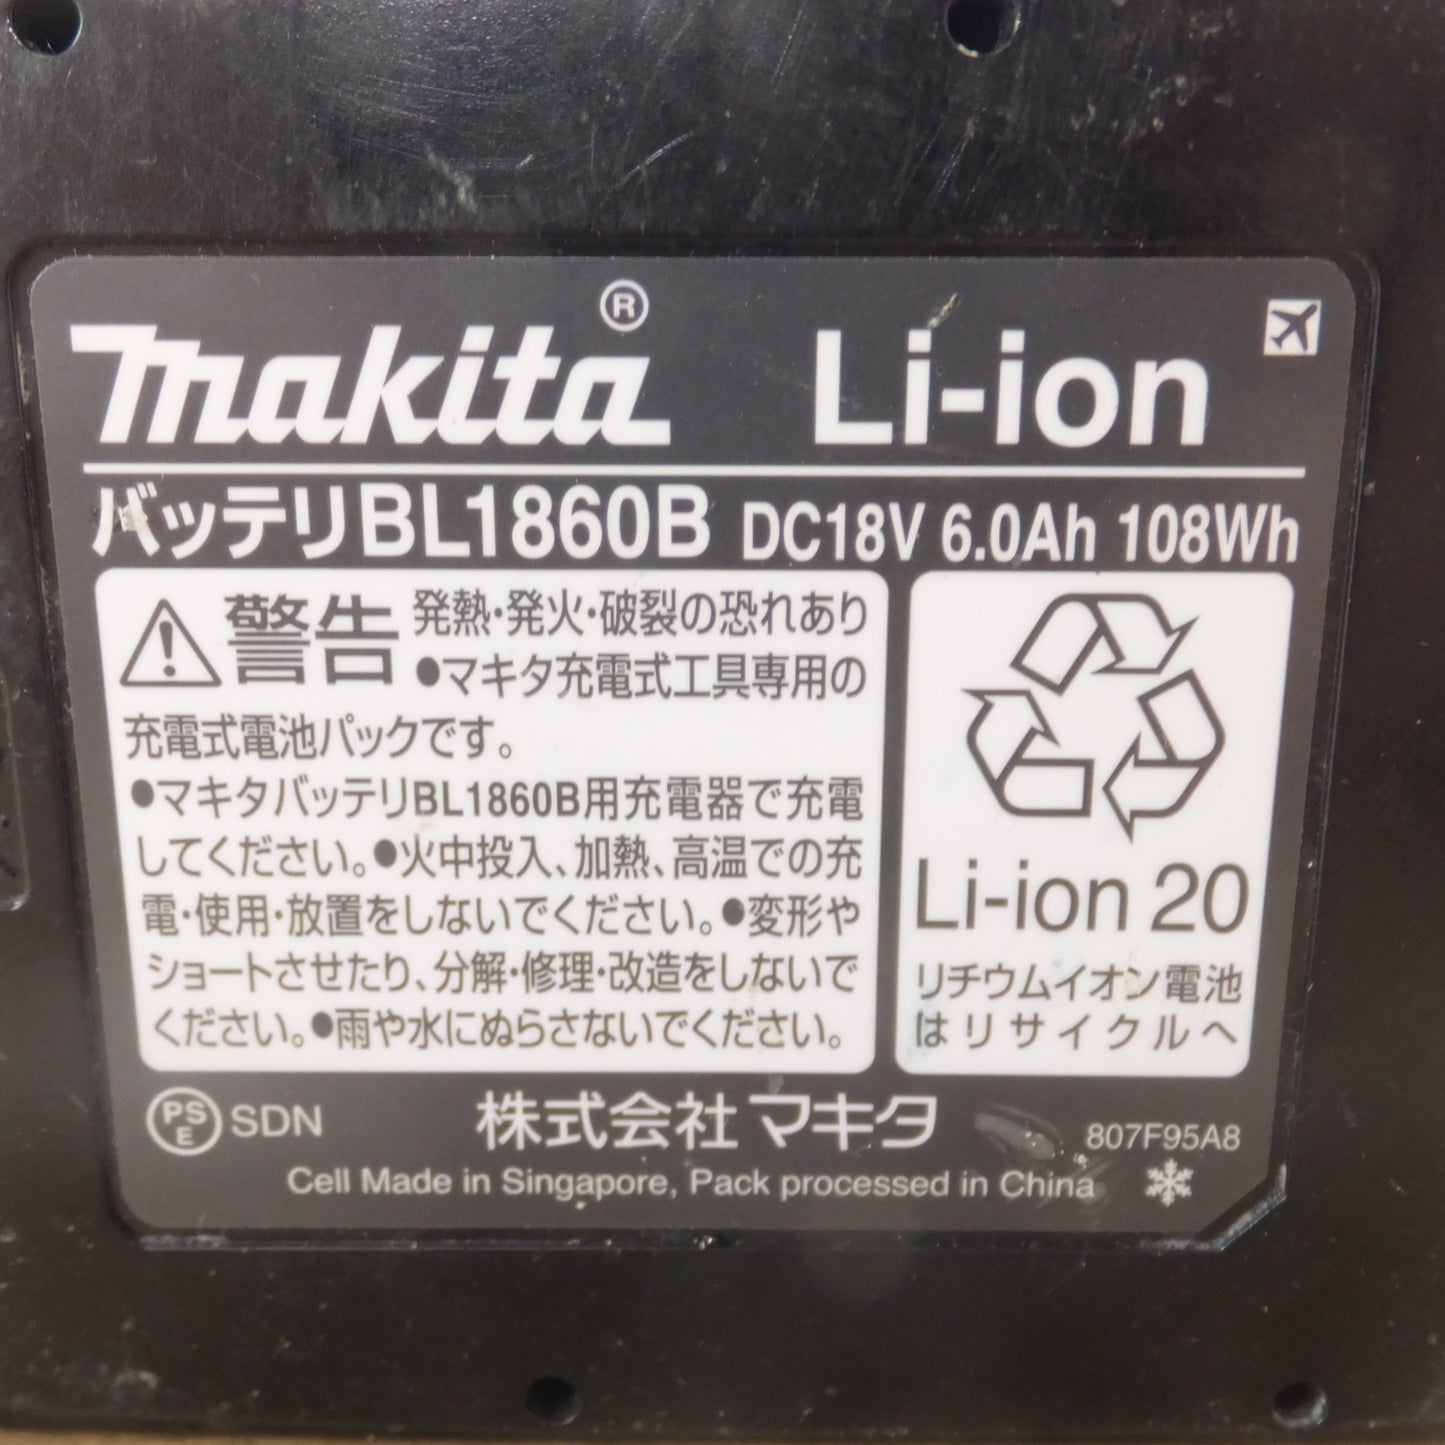 makita® Li-ion
バッテリBL1860B DC18V 6.0Ah 108Wh
警告 発熱・発火・破裂の恐れあり
●マキタ充電式工具専用の
充電式電池パックです。
●マキタバッテリBL1860B用充電器で充電
してください。●火中投入、加熱、高温での充
電・使用・放置をしないでください。●変形や
ショートさせたり、分解・修理・改造をしないで
ください。●雨や水にぬらさないでください。
Li-ion 20
リチウムイオン電池
はリサイクルへ
PSE SDN 株式会社マキタ 807F95A8
Cell Made in Singapore, Pack processed in China